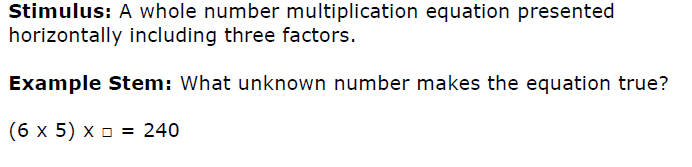 Stimulus: A whole number multiplication equation presented
horizontally including three factors.
Example Stem: What unknown number makes the equation true?
(6 x 5) x □ = 240